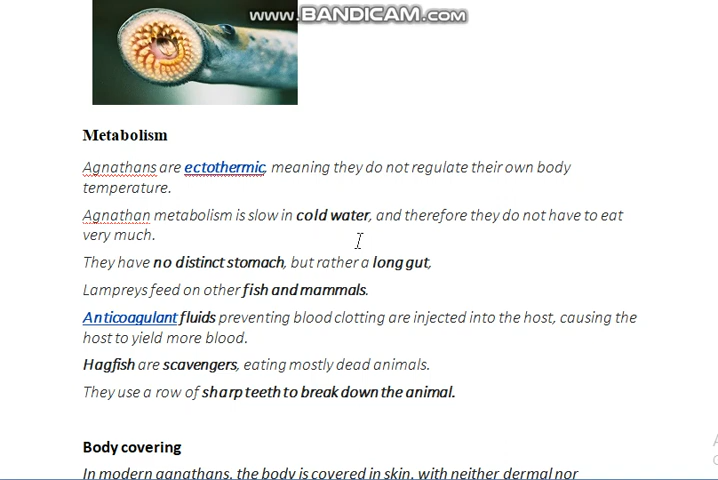 www.BANDICAM.com
Metabolism
Agnathans are ectothermic, meaning they do not regulate their own body
temperature.
Agnathan metabolism is slow in cold water, and therefore they do not have to eat
very much.
They have no distinct stomach, but rather a long gut,
Lampreys feed on other fish and mammals.
Anticoagulant fluids preventing blood clotting are injected into the host, causing the
host to yield more blood.
Hagfish are scavengers, eating mostly dead animals.
They use a row of sharp teeth to break down the animal.
Body covering
In modern agnathans, the body is covered in skin, with neither dermal nor